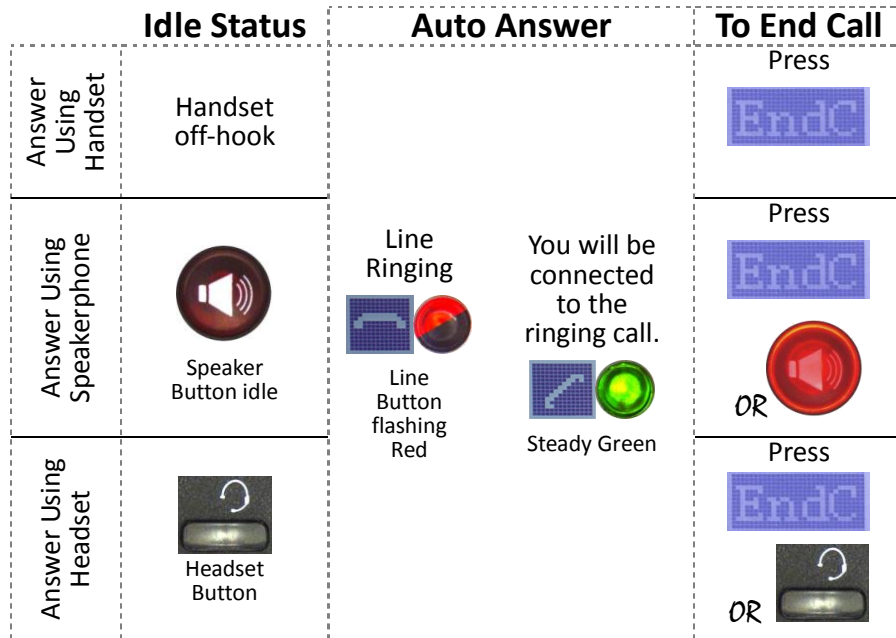 Idle Status
Auto Answer
To End Call
Answer
Using
Handset
Handset
off-hook
Press
EndC
Answer Using
Speakerphone
Speaker
Button idle
Line
Ringing
Line
Button
flashing
Red
You will be
connected
to the
ringing call.
Steady Green
Press
EndC
OR
Answer Using
Headset
Headset
Button
Press
EndC
OR